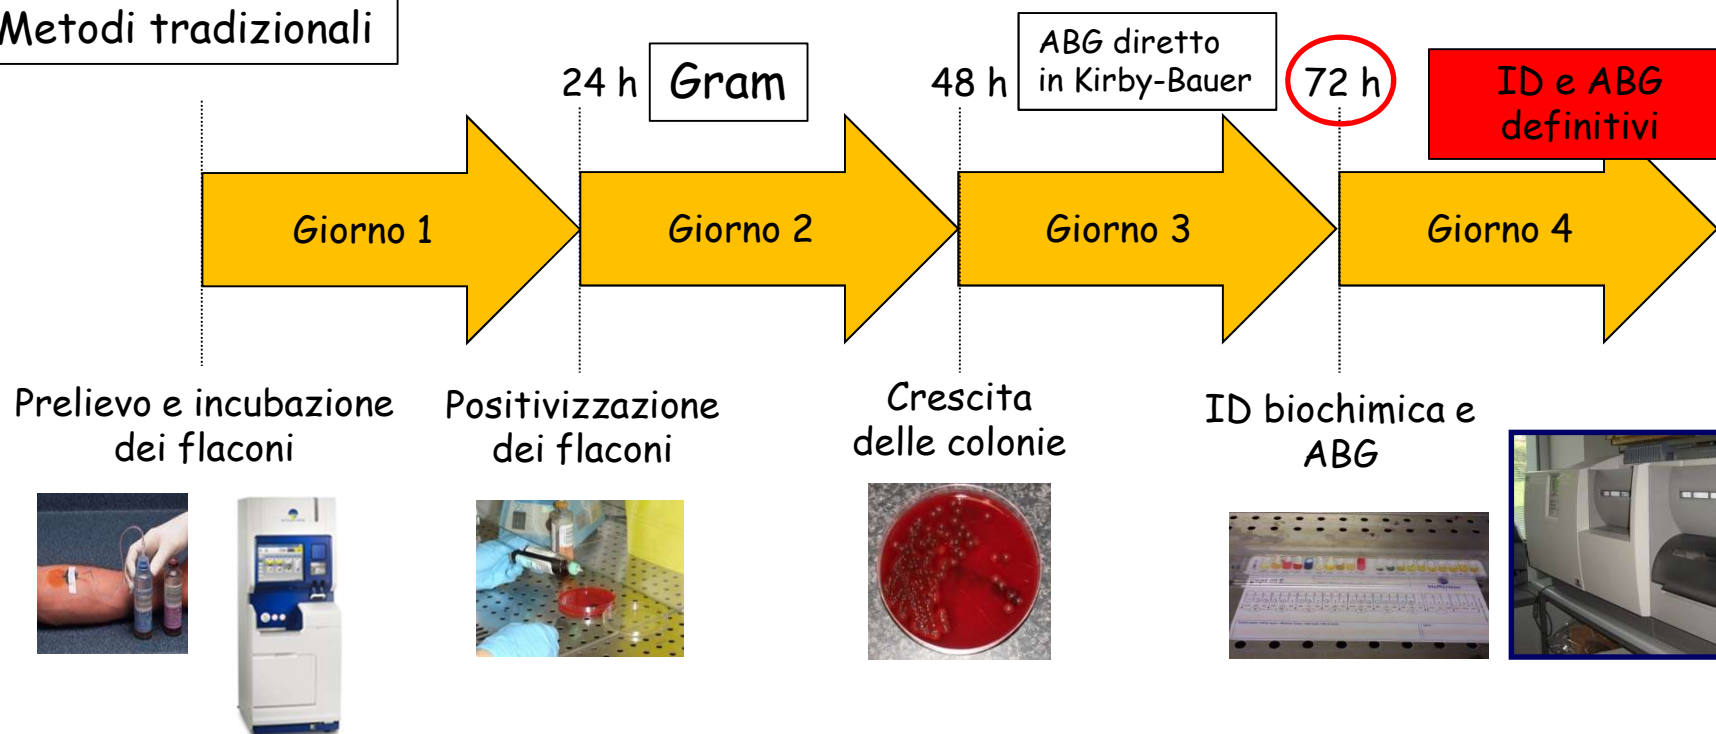 Metodi tradizionali
24 h
Gram
48 h
ABG diretto
in Kirby-Bauer
72 h
ID e ABG
definitivi
Giorno 1
Giorno 2
Giorno 3
Giorno 4
Prelievo e incubazione
dei flaconi
Positivizzazione
dei flaconi
Crescita
delle colonie
ID biochimica e
ABG